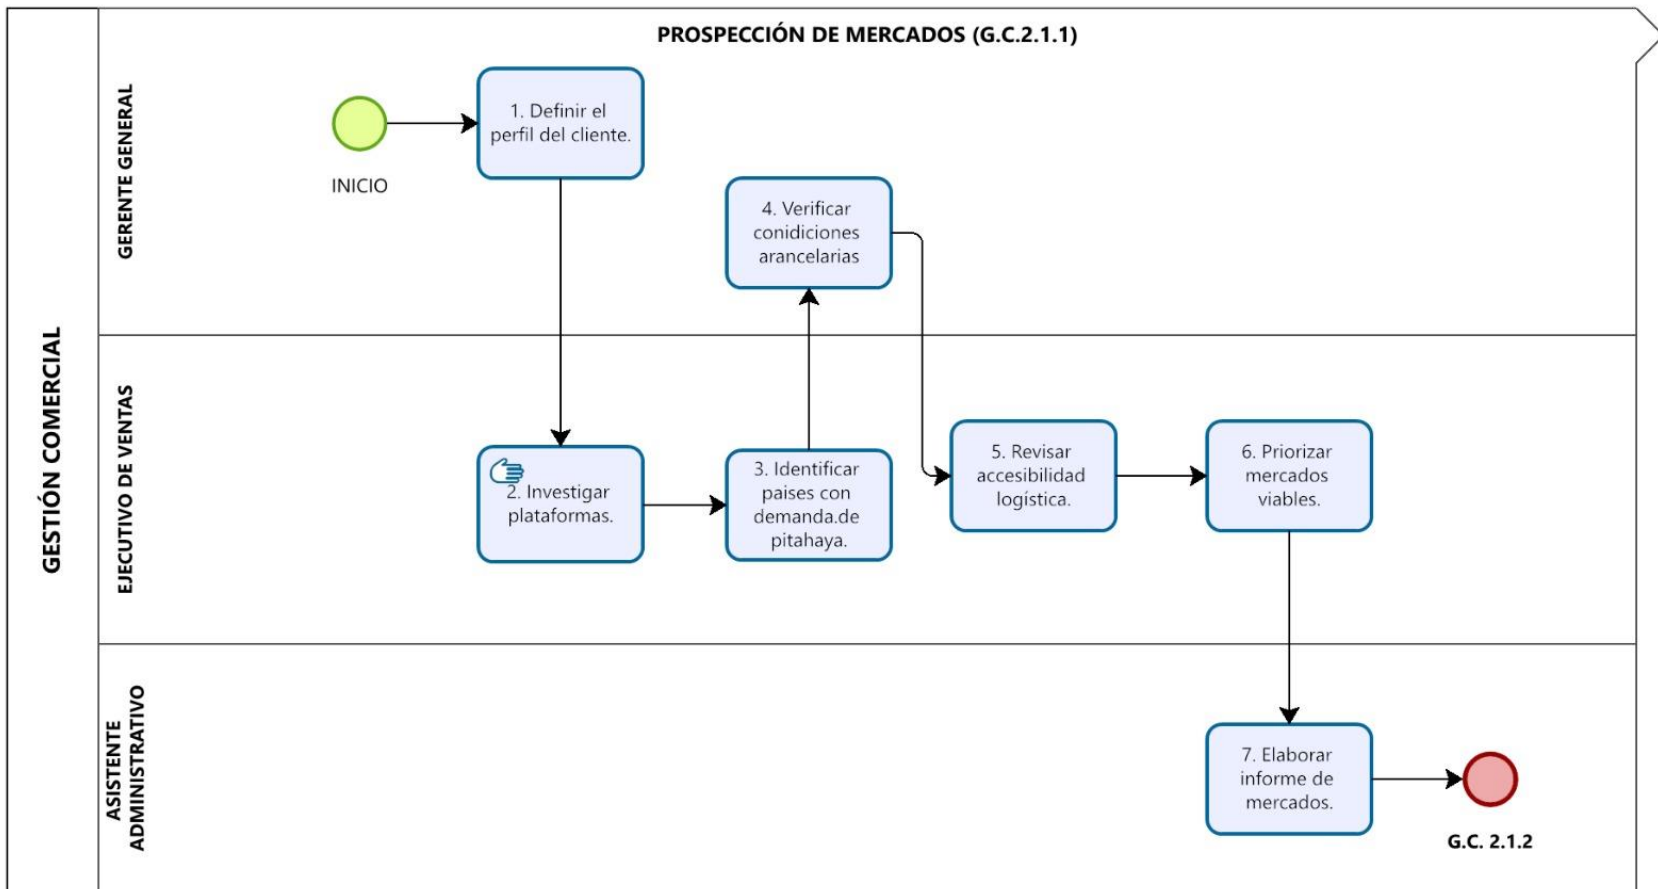 PROSPECCIÓN DE MERCADOS (G.C.2.1.1)
GESTIÓN COMERCIAL
GERENTE GENERAL
INICIO
1. Definir el
perfil del cliente.
4. Verificar
conidiciones
arancelarias
EJECUTIVO DE VENTAS
2. Investigar
plataformas.
3. Identificar
paises con
demanda.de
pitahaya.
5. Revisar
accesibilidad
logística.
6. Priorizar
mercados
viables.
ASISTENTE
ADMINISTRATIVO
7. Elaborar
informe de
mercados.
G.C. 2.1.2